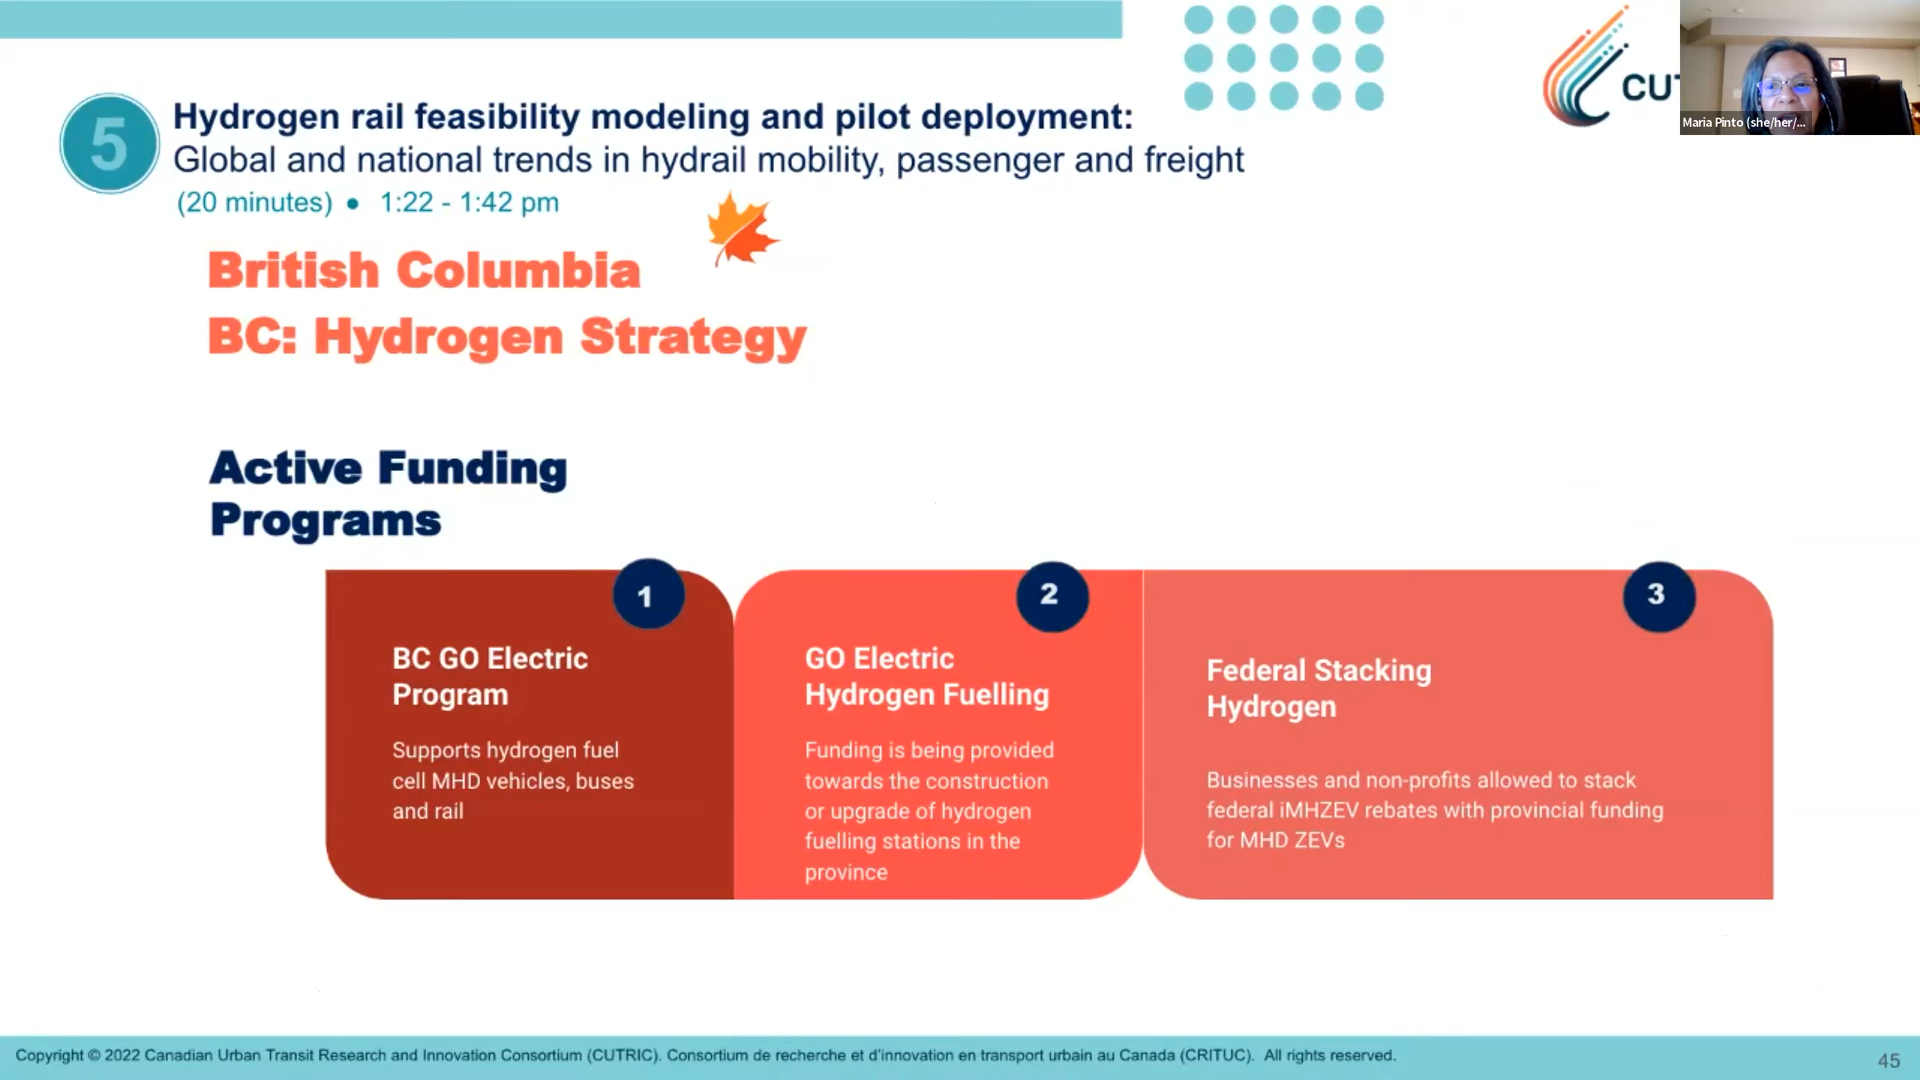 5
Hydrogen rail feasibility modeling and pilot deployment:
Global and national trends in hydrail mobility, passenger and freight
(20 minutes) ● 1:22 - 1:42 pm
CUT
Maria Pinto (she/her/...
British Columbia
BC: Hydrogen Strategy
Active Funding
Programs
1
BC GO Electric
Program
Supports hydrogen fuel
cell MHD vehicles, buses
and rail
2
GO Electric
Hydrogen Fuelling
Funding is being provided
towards the construction
or upgrade of hydrogen
fuelling stations in the
province
3
Federal Stacking
Hydrogen
Businesses and non-profits allowed to stack
federal iMHZEV rebates with provincial funding
for MHD ZEVs
Copyright © 2022 Canadian Urban Transit Research and Innovation Consortium (CUTRIC). Consortium de recherche et d'innovation en transport urbain au Canada (CRITUC). All rights reserved.
45